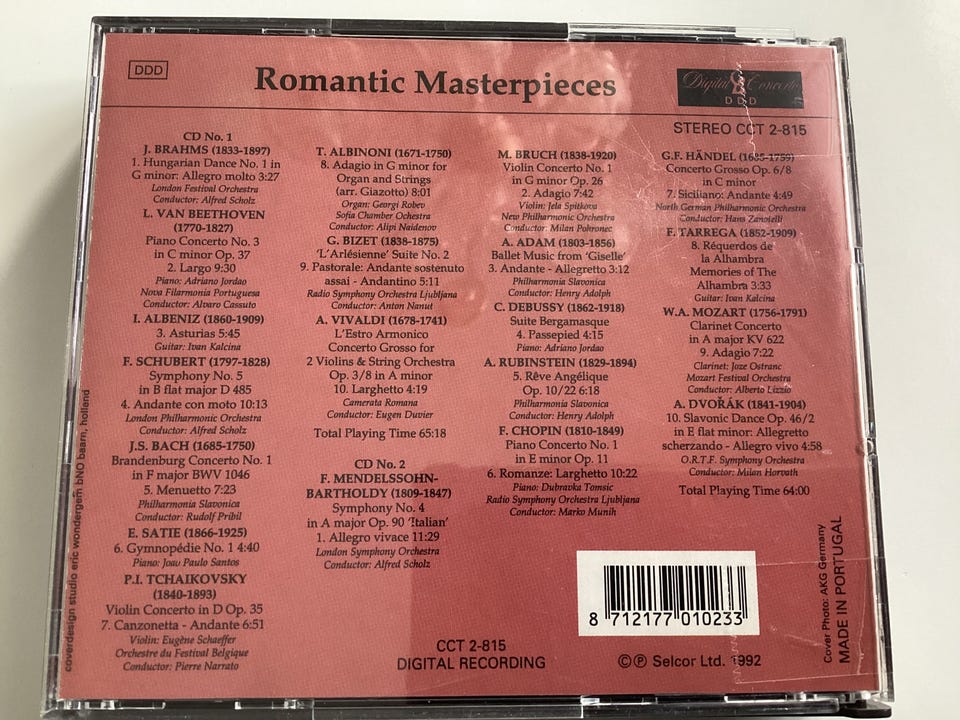 DDD
Romantic Masterpieces
Digital Concerto
DDD
STEREO CCT 2-815
CD No. 1
J. BRAHMS (1833-1897)
1. Hungarian Dance No. 1 in
G minor: Allegro molto 3:27
London Festival Orchestra
Conductor: Alfred Scholz
L. VAN BEETHOVEN
(1770-1827)
Piano Concerto No. 3
in C minor Op. 37
2. Largo 9:30
Piano: Adriano Jordao
Nova Filarmonia Portuguesa
Conductor: Alvaro Cassuto
I. ALBENIZ (1860-1909)
3. Asturias 5:45
Guitar: Ivan Kalcina
F. SCHUBERT (1797-1828)
Symphony No. 5
in B flat major D 485
4. Andante con moto 10:13
London Philharmonic Orchestra
Conductor: Alfred Scholz
J.S. BACH (1685-1750)
Brandenburg Concerto No. 1
in F major BWV 1046
5. Menuetto 7:23
Philharmonia Slavonica
Conductor: Rudolf Pribil
E. SATIE (1866-1925)
6. Gymnopédie No. 1 4:40
Piano: Joao Paulo Santos
P.I. TCHAIKOVSKY
(1840-1893)
Violin Concerto in D Op. 35
7. Canzonetta - Andante 6:51
Violin: Eugène Schaeffer
Orchestre du Festival Belgique
Conductor: Pierre Narrato
T. ALBINONI (1671-1750)
8. Adagio in G minor for
Organ and Strings
(arr. Giazotto) 8:01
Organ: Georgi Robev
Sofia Chamber Ochestra
Conductor: Alipi Naidenov
G. BIZET (1838-1875)
'L'Arlésienne' Suite No. 2
9. Pastorale: Andante sostenuto
assai - Andantino 5:11
Radio Symphony Orchestra Ljubljana
Conductor: Anton Nanut
A. VIVALDI (1678-1741)
L'Estro Armonico
Concerto Grosso for
2 Violins & String Orchestra
Op. 3/8 in A minor
10. Larghetto 4:19
Camerata Romana
Conductor: Eugen Duvier
Total Playing Time 65:18
CD No. 2
F. MENDELSSOHN-
BARTHOLDY (1809-1847)
Symphony No. 4
in A major Op. 90 'Italian'
1. Allegro vivace 11:29
London Symphony Orchestra
Conductor: Alfred Scholz
M. BRUCH (1838-1920)
Violin Concerto No. 1
in G minor Op. 26
2. Adagio 7:42
Violin: Jela Spitkova
New Philharmonic Orchestra
Conductor: Milan Pokronec
A. ADAM (1803-1856)
Ballet Music from 'Giselle'
3. Andante - Allegretto 3:12
Philharmonia Slavonica
Conductor: Henry Adolph
C. DEBUSSY (1862-1918)
Suite Bergamasque
4. Passepied 4:15
Piano: Adriano Jordao
A. RUBINSTEIN (1829-1894)
5. Rêve Angélique
Op. 10/22 6:18
Philharmonia Slavonica
Conductor: Henry Adolph
F. CHOPIN (1810-1849)
Piano Concerto No. 1
in E minor Op. 11
6. Romanze: Larghetto 10:22
Piano: Dubravka Tomsic
Radio Symphony Orchestra Ljubljana
Conductor: Marko Munih
G.F. HÄNDEL (1685-1759)
Concerto Grosso Op. 6/8
in C minor
7. Siciliano: Andante 4:49
North German Philharmonic Orchestra
Conductor: Hans Zanotelli
F. TARREGA (1852-1909)
8. Réquerdos de
la Alhambra
Memories of The
Alhambra 3:33
Guitar: Ivan Kalcina
W.A. MOZART (1756-1791)
Clarinet Concerto
in A major KV 622
9. Adagio 7:22
Clarinet: Joze Ostranc
Mozart Festival Orchestra
Conductor: Alberto Lizzio
A. DVOŘÁK (1841-1904)
10. Slavonic Dance Op. 46/2
in E flat minor: Allegretto
scherzando - Allegro vivo 4:58
O.R.T.F. Symphony Orchestra
Conductor: Milan Horvath
Total Playing Time 64:00
8 712177 010233
CCT 2-815
DIGITAL RECORDING
©℗ Selcor Ltd. 1992
coverdesign studio eric wondergem bNO baarn, holland
Cover Photo: AKG Germany
MADE IN PORTUGAL